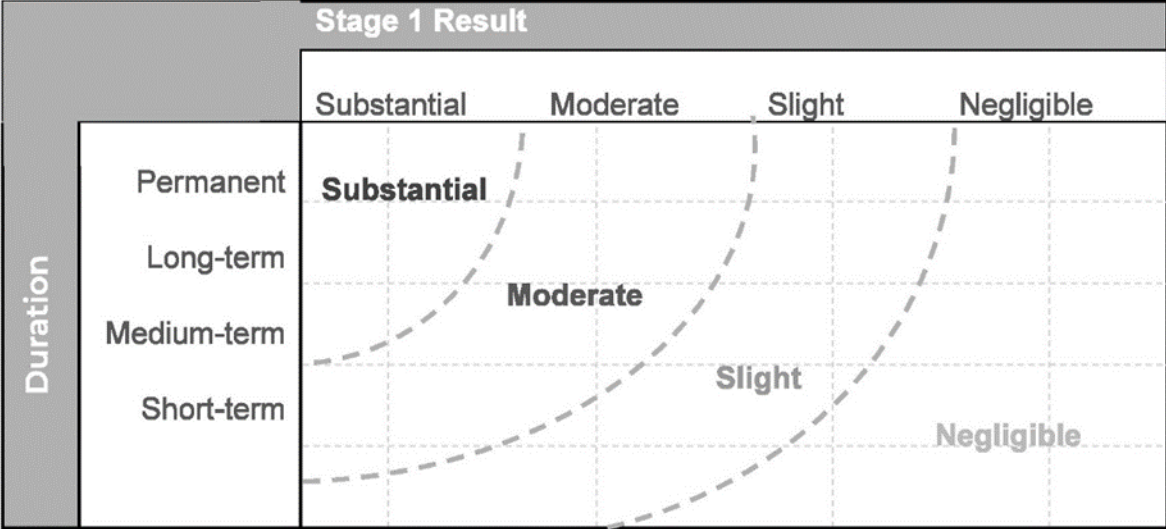 Stage 1 Result
Substantial Moderate Slight Negligible
Duration
Permanent
Substantial
Long-term
Moderate
Medium-term
Slight
Short-term
Negligible